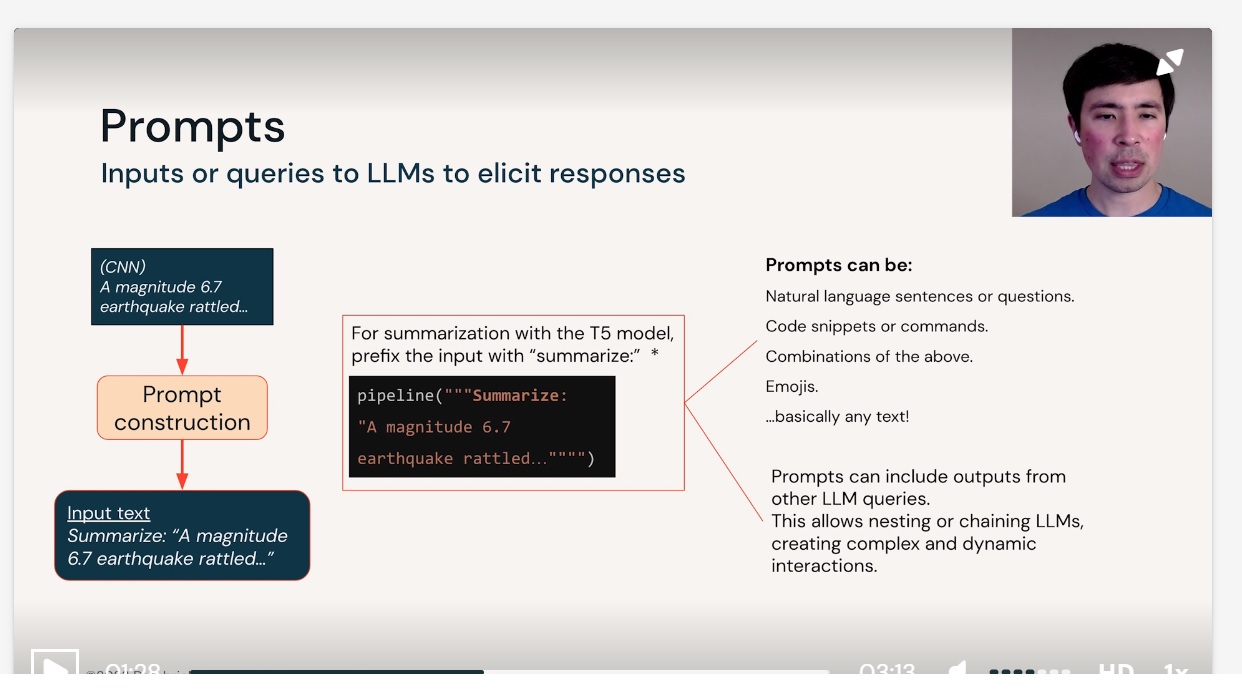 Prompts
Inputs or queries to LLMs to elicit responses
(CNN)
A magnitude 6.7
earthquake rattled...
Prompt
construction
Input text
Summarize: “A magnitude
6.7 earthquake rattled...”
For summarization with the T5 model,
prefix the input with “summarize:” *
pipeline("""Summarize:
"A magnitude 6.7
earthquake rattled...."""")
Prompts can be:
Natural language sentences or questions.
Code snippets or commands.
Combinations of the above.
Emojis.
...basically any text!
Prompts can include outputs from
other LLM queries.
This allows nesting or chaining LLMs,
creating complex and dynamic
interactions.
01:28
03:13
HD
1x